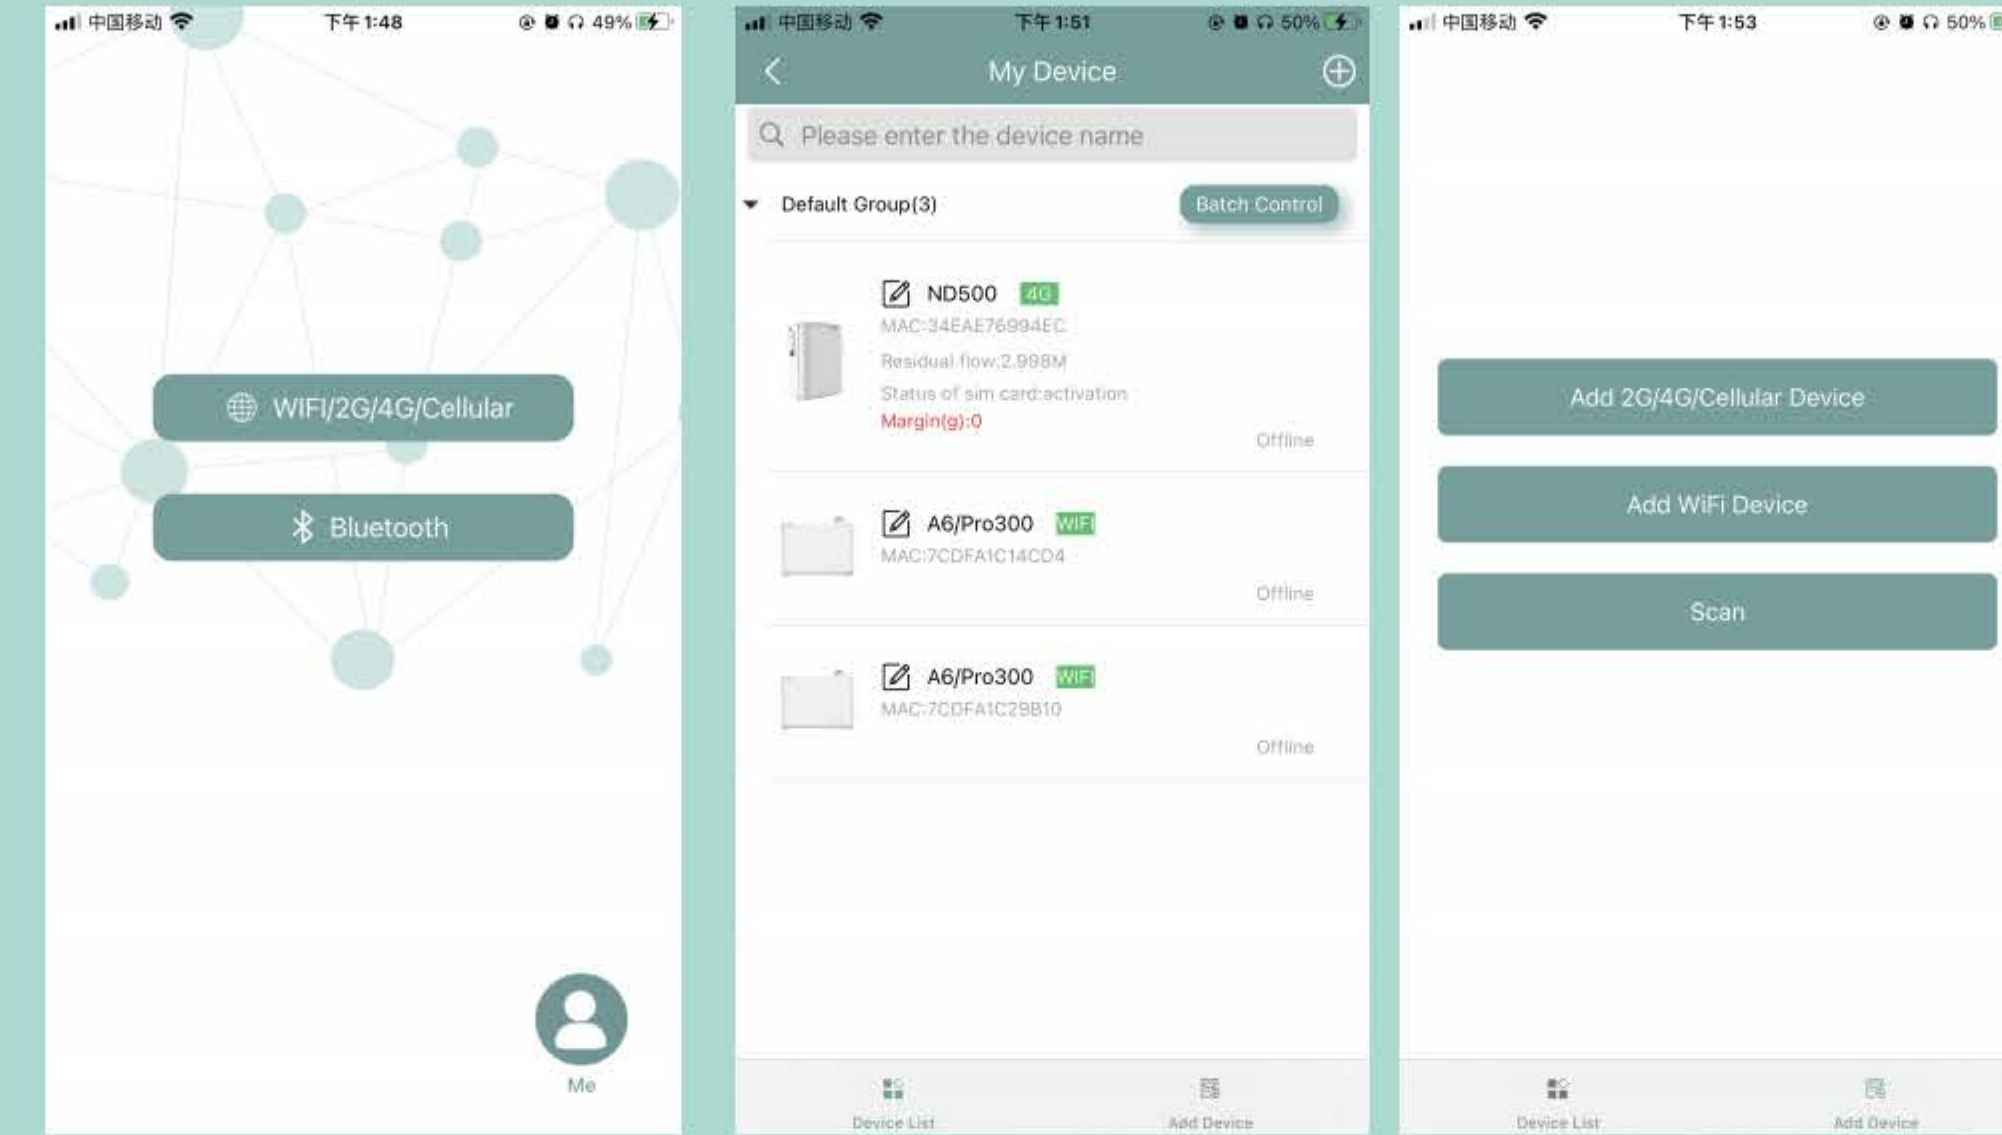 中国移动 下午1:48 49%
WIFI/2G/4G/Cellular
Bluetooth
Me
中国移动 下午1:51 50%
My Device
Please enter the device name
Default Group(3) Batch Control
ND500 4G
MAC:34EAE76994EC
Residual flow:2.998M
Status of sim card:activation
Margin(g):0
Offline
A6/Pro300 WIFI
MAC:7CDFA1C14CD4
Offline
A6/Pro300 WIFI
MAC:7CDFA1C29B10
Offline
Device List Add Device
中国移动 下午1:53 50%
Add 2G/4G/Cellular Device
Add WiFi Device
Scan
Device List Add Device